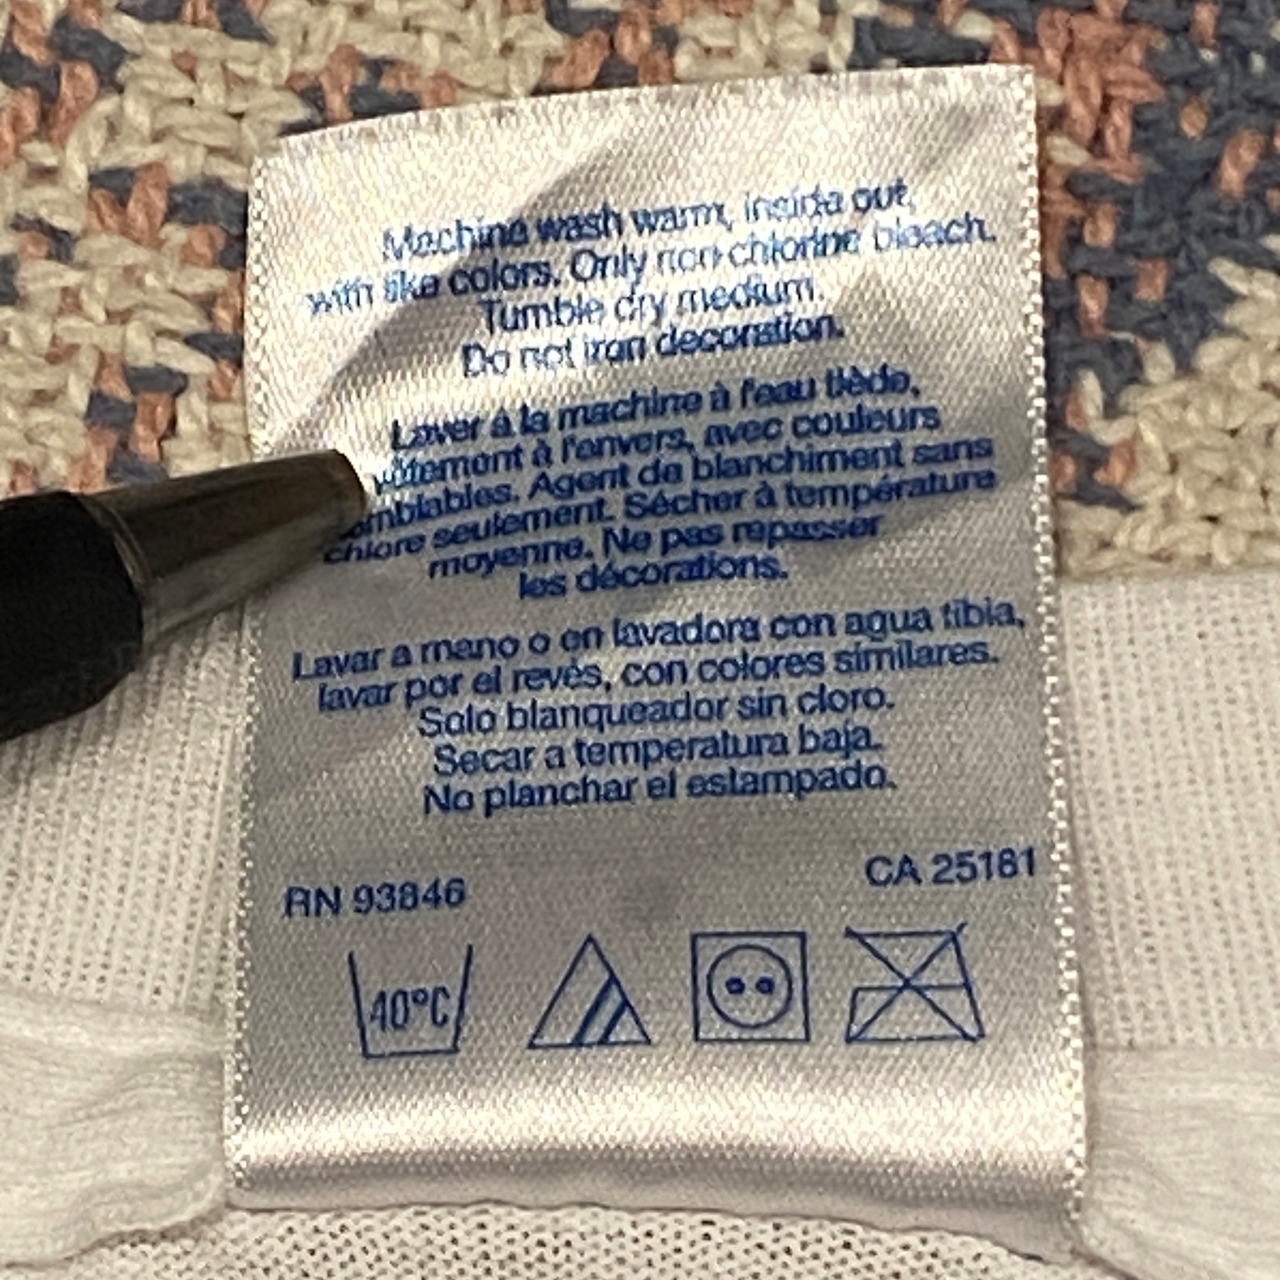 Machine wash warm, inside out,
with like colors. Only non-chlorine bleach.
Tumble dry medium.
Do not iron decoration.
Laver à la machine à l'eau tiède,
vêtement à l'envers, avec couleurs
semblables. Agent de blanchiment sans
chlore seulement. Sécher à température
moyenne. Ne pas repasser
les décorations.
Lavar a mano o en lavadora con agua tibia,
lavar por el revés, con colores similares.
Solo blanqueador sin cloro.
Secar a temperatura baja.
No planchar el estampado.
RN 93846
CA 25181
40°C